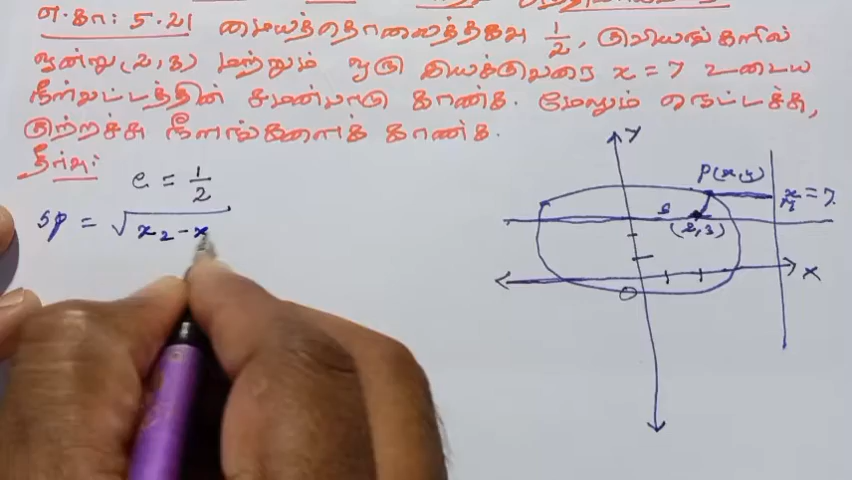 எ.கா: 5.21 மையத்தொலைத்தகவு 1/2, குவியங்களில்
ஒன்று (2,3) மற்றும் ஒரு இயக்குவரை x = 7 உடைய
நீள்வட்டத்தின் சமன்பாடு காண்க. மேலும் நெட்டச்சு,
குற்றச்சு நீளங்களைக் காண்க.
தீர்வு:
e = 1/2
SP = √x₂ - x
y
P(x,y)
= 7
S
(2,3)
x
O